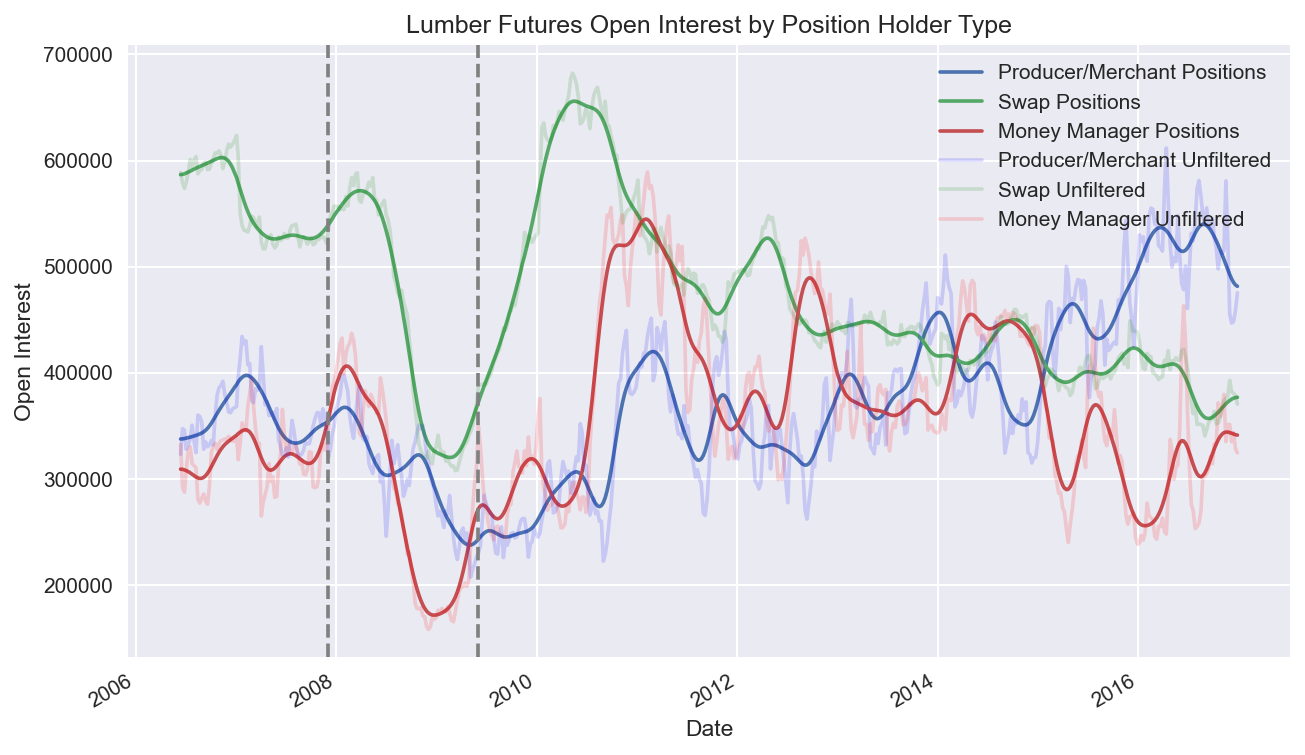 Lumber Futures Open Interest by Position Holder Type
700000
600000
500000
400000
300000
200000
Open Interest
Producer/Merchant Positions
Swap Positions
Money Manager Positions
Producer/Merchant Unfiltered
Swap Unfiltered
Money Manager Unfiltered
2006
2008
2010
2012
2014
2016
Date